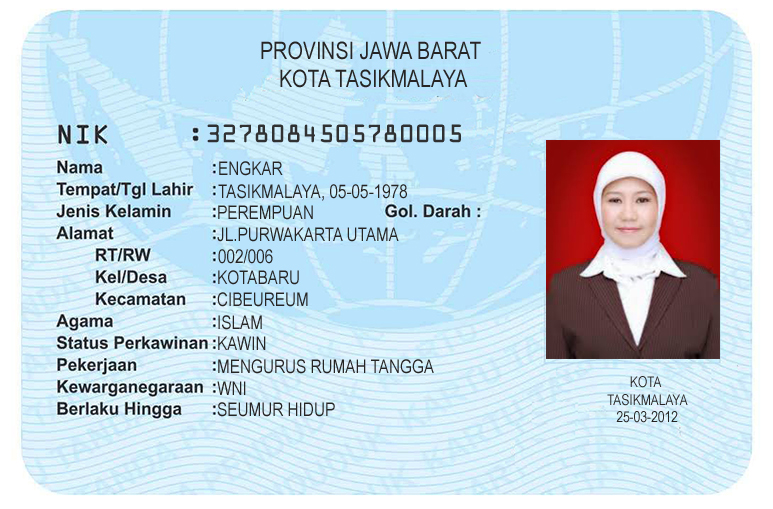 PROVINSI JAWA BARAT
KOTA TASIKMALAYA
NIK : 3278084505780005
Nama : ENGKAR
Tempat/Tgl Lahir : TASIKMALAYA, 05-05-1978
Jenis Kelamin : PEREMPUAN Gol. Darah :
Alamat : JL.PURWAKARTA UTAMA
RT/RW : 002/006
Kel/Desa : KOTABARU
Kecamatan : CIBEUREUM
Agama : ISLAM
Status Perkawinan : KAWIN
Pekerjaan : MENGURUS RUMAH TANGGA
Kewarganegaraan : WNI
Berlaku Hingga : SEUMUR HIDUP
KOTA
TASIKMALAYA
25-03-2012